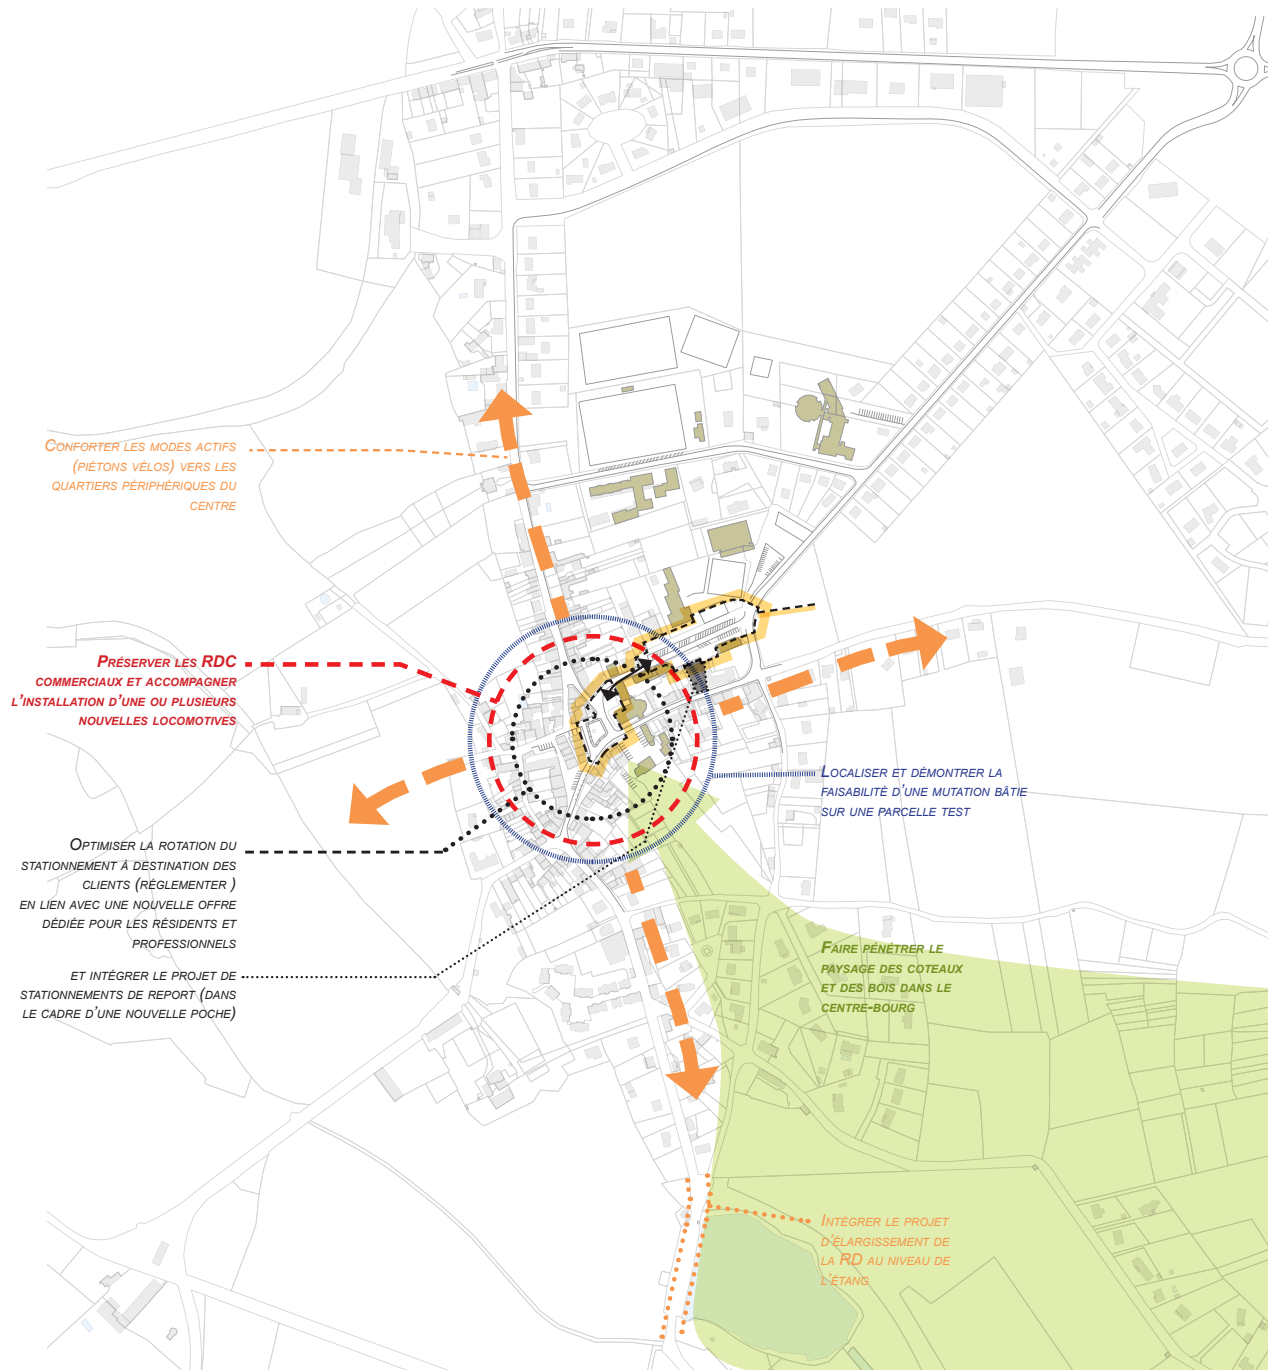 Conforter les modes actifs
(piétons vélos) vers les
quartiers périphériques du
centre
Préserver les RDC
commerciaux et accompagner
l'installation d'une ou plusieurs
nouvelles locomotives
Localiser et démontrer la
faisabilité d'une mutation bâtie
sur une parcelle test
Optimiser la rotation du
stationnement à destination des
clients (réglementer )
en lien avec une nouvelle offre
dédiée pour les résidents et
professionnels
et intégrer le projet de
stationnements de report (dans
le cadre d'une nouvelle poche)
Faire pénétrer le
paysage des coteaux
et des bois dans le
centre-bourg
Intégrer le projet
d'élargissement de
la RD au niveau de
l'étang